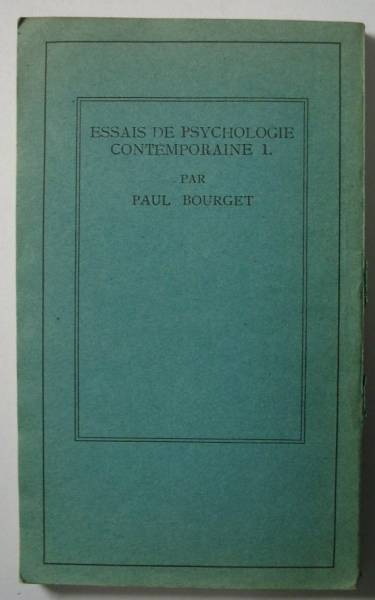 ESSAIS DE PSYCHOLOGIE
CONTEMPORAINE I.
PAR
PAUL BOURGET